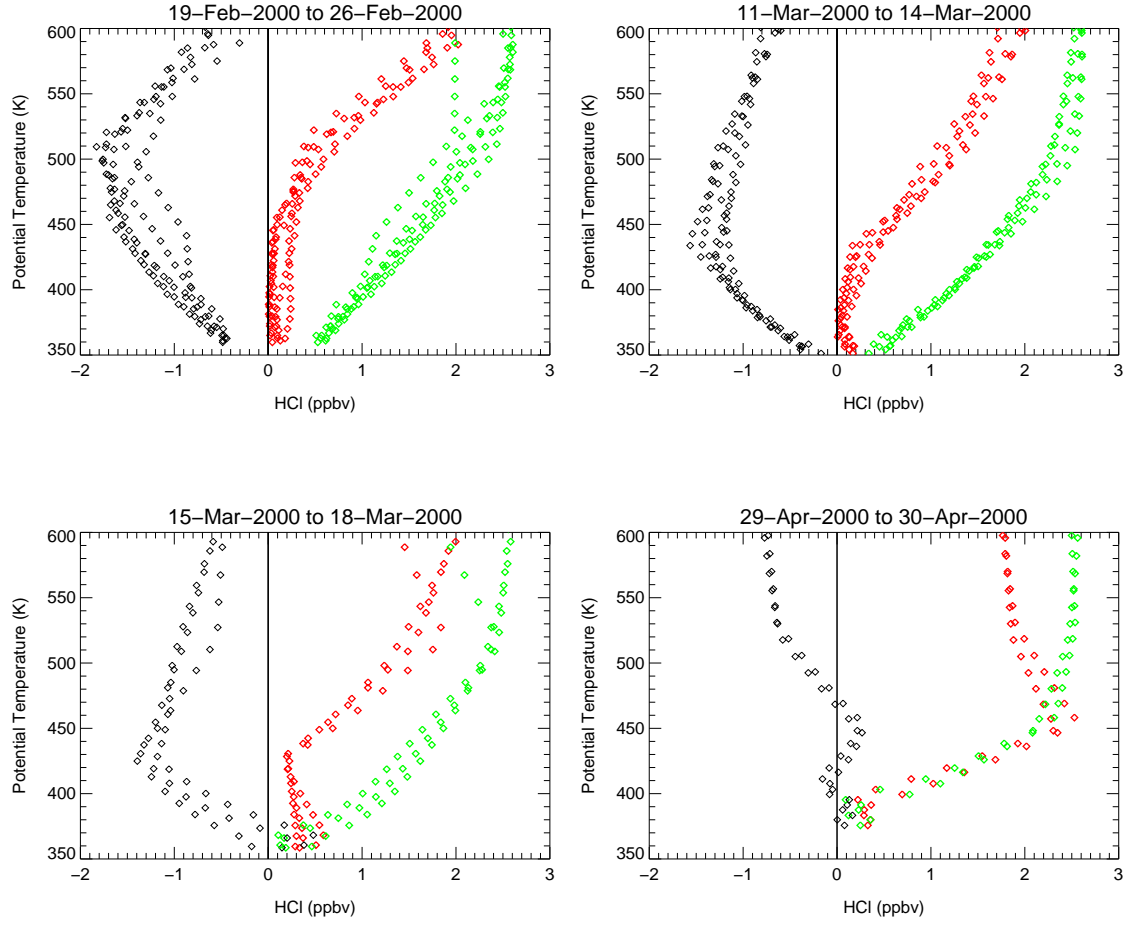 19−Feb−2000 to 26−Feb−2000
600
550
500
450
400
350
Potential Temperature (K)
−2 −1 0 1 2 3
HCl (ppbv)
11−Mar−2000 to 14−Mar−2000
600
550
500
450
400
350
Potential Temperature (K)
−2 −1 0 1 2 3
HCl (ppbv)
15−Mar−2000 to 18−Mar−2000
600
550
500
450
400
350
Potential Temperature (K)
−2 −1 0 1 2 3
HCl (ppbv)
29−Apr−2000 to 30−Apr−2000
600
550
500
450
400
350
Potential Temperature (K)
−2 −1 0 1 2 3
HCl (ppbv)